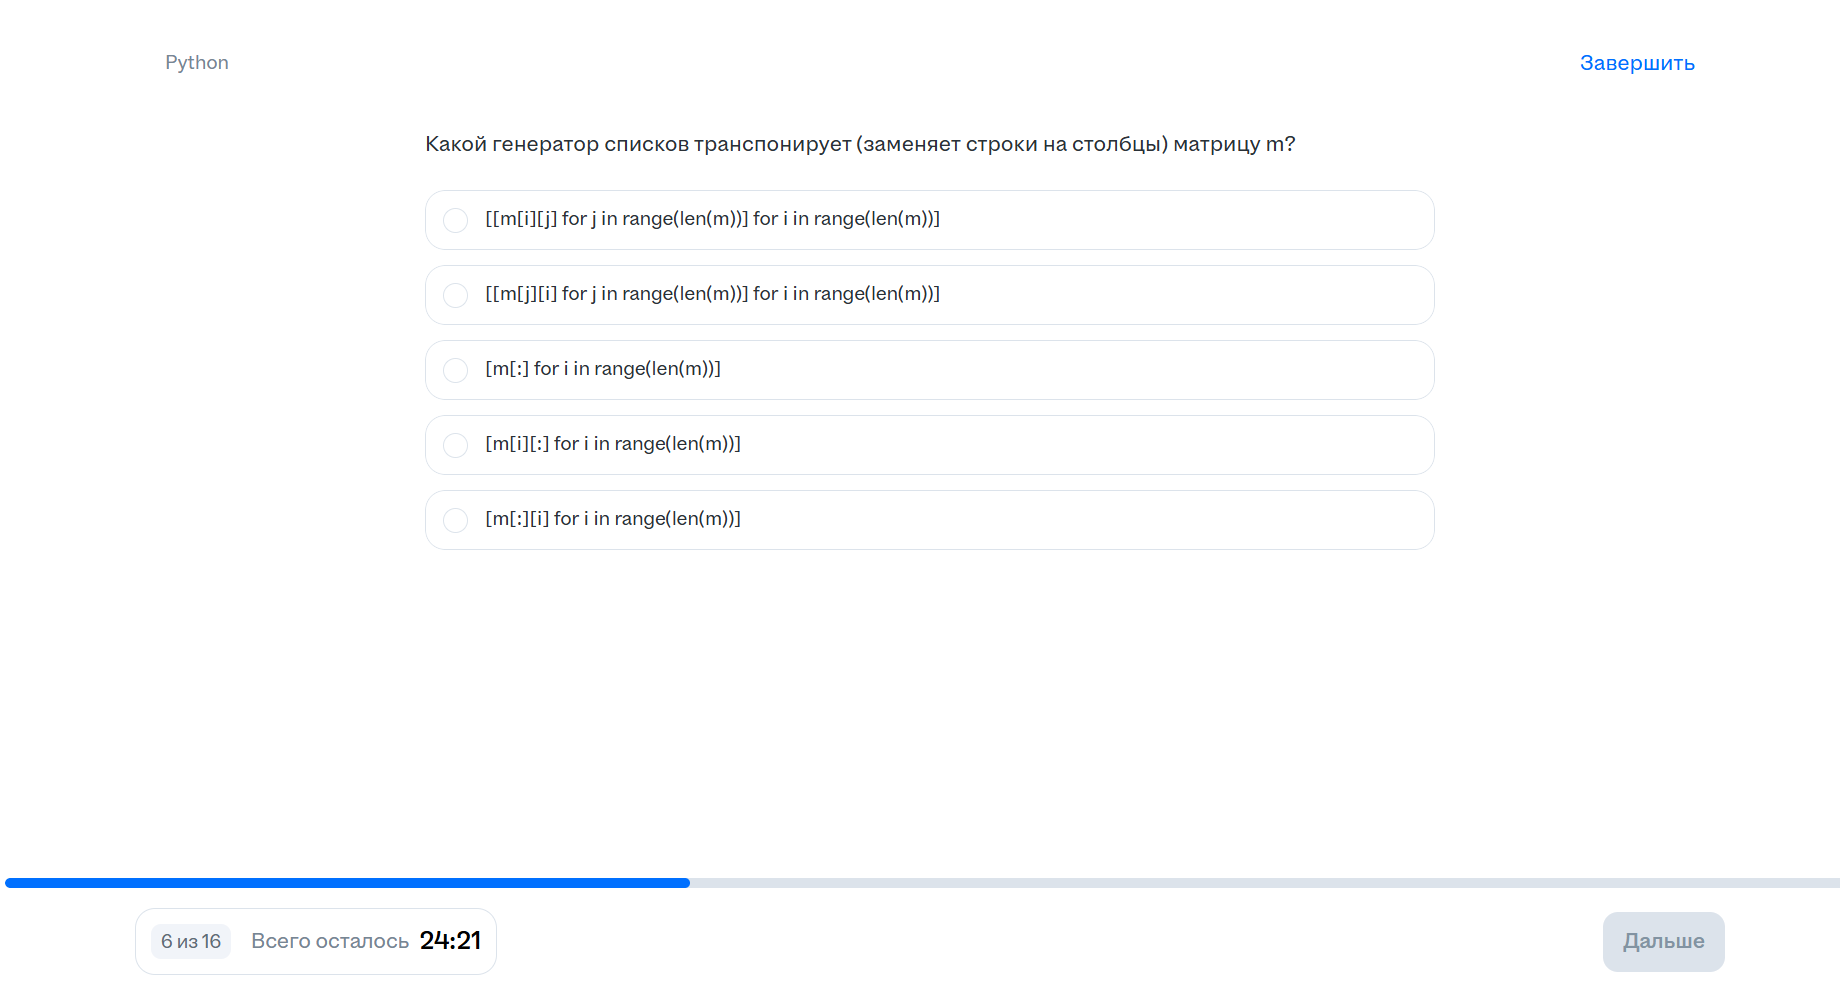 Python
Завершить
Какой генератор списков транспонирует (заменяет строки на столбцы) матрицу m?
[[m[i][j] for j in range(len(m))] for i in range(len(m))]
[[m[j][i] for j in range(len(m))] for i in range(len(m))]
[m[:] for i in range(len(m))]
[m[i][:] for i in range(len(m))]
[m[:][i] for i in range(len(m))]
6 из 16 Всего осталось 24:21
Дальше